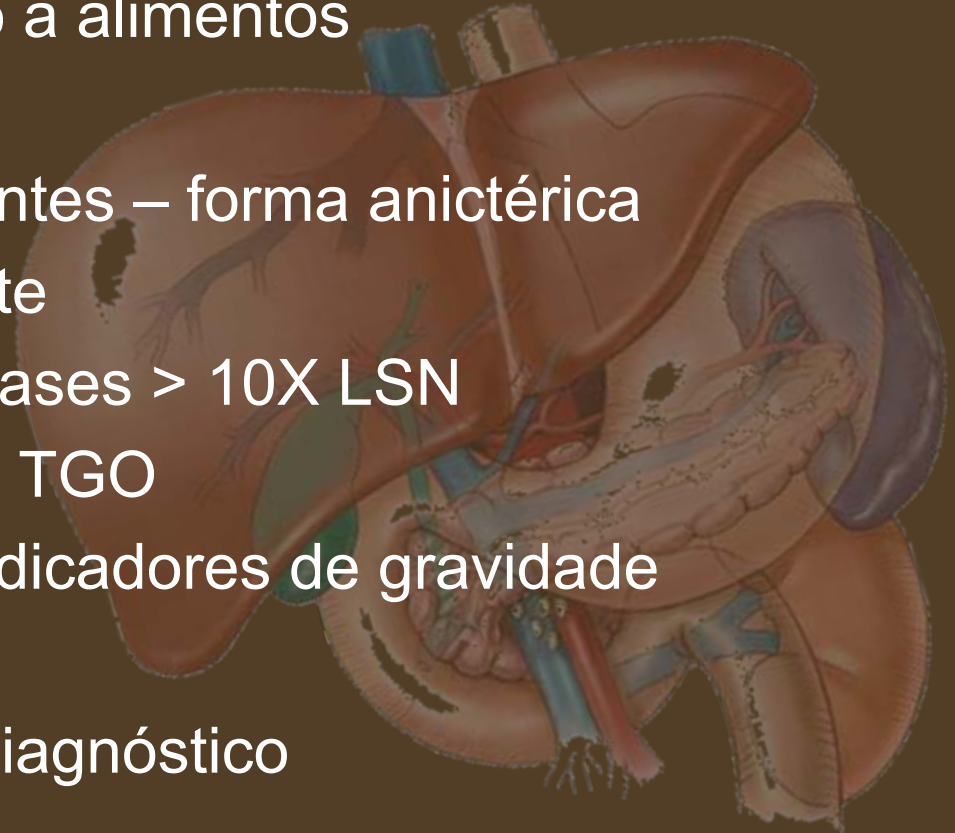 o a alimentos
ntes – forma anictérica
te
ases > 10X LSN
TGO
dicadores de gravidade
iagnóstico